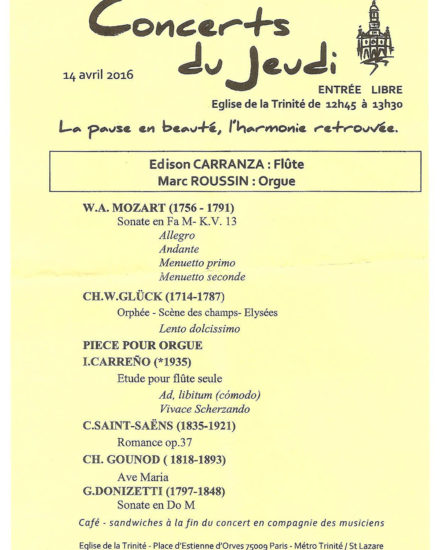 Concerts
du Jeudi
14 avril 2016
ENTRÉE LIBRE
Eglise de la Trinité de 12h45 à 13h30
La pause en beauté, l'harmonie retrouvée.
Edison CARRANZA : Flûte
Marc ROUSSIN : Orgue
W.A. MOZART (1756 - 1791)
Sonate en Fa M- K.V. 13
Allegro
Andante
Menuetto primo
Menuetto seconde
CH.W.GLÜCK (1714-1787)
Orphée - Scène des champs- Elysées
Lento dolcissimo
PIECE POUR ORGUE
I.CARREÑO (*1935)
Etude pour flûte seule
Ad, libitum (cómodo)
Vivace Scherzando
C.SAINT-SAËNS (1835-1921)
Romance op.37
CH. GOUNOD ( 1818-1893)
Ave Maria
G.DONIZETTI (1797-1848)
Sonate en Do M
Café - sandwiches à la fin du concert en compagnie des musiciens
Eglise de la Trinité - Place d'Estienne d'Orves 75009 Paris - Métro Trinité / St Lazare